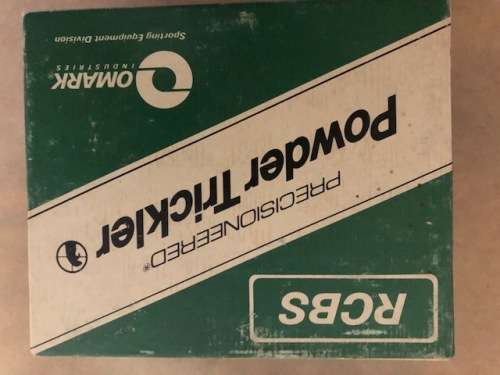 RCBS
PRECISIONEERED®
Powder Trickler
OMARK
INDUSTRIES
Sporting Equipment Division